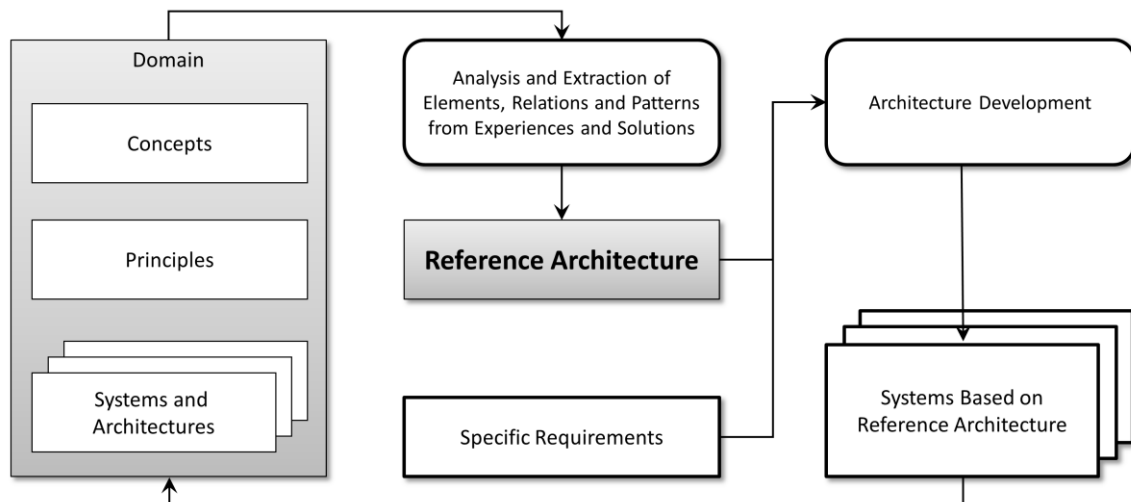 Domain
Concepts
Principles
Systems and
Architectures
Analysis and Extraction of
Elements, Relations and Patterns
from Experiences and Solutions
Reference Architecture
Specific Requirements
Architecture Development
Systems Based on
Reference Architecture